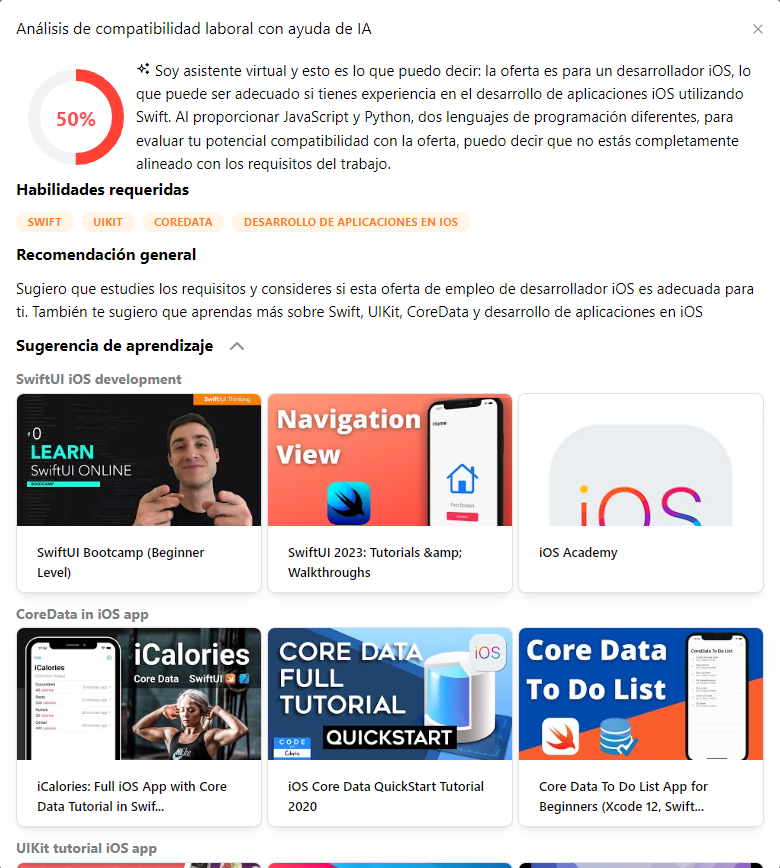 Análisis de compatibilidad laboral con ayuda de IA
50%
Soy asistente virtual y esto es lo que puedo decir: la oferta es para un desarrollador iOS, lo
que puede ser adecuado si tienes experiencia en el desarrollo de aplicaciones iOS utilizando
Swift. Al proporcionar JavaScript y Python, dos lenguajes de programación diferentes, para
evaluar tu potencial compatibilidad con la oferta, puedo decir que no estás completamente
alineado con los requisitos del trabajo.
Habilidades requeridas
SWIFT UIKIT COREDATA DESARROLLO DE APLICACIONES EN IOS
Recomendación general
Sugiero que estudies los requisitos y consideres si esta oferta de empleo de desarrollador iOS es adecuada para
ti. También te sugiero que aprendas más sobre Swift, UIKit, CoreData y desarrollo de aplicaciones en iOS
Sugerencia de aprendizaje
SwiftUI iOS development
Swiftful Thinking
LEARN
SwiftUI ONLINE
BOOTCAMP
Navigation
View
Home
First Screen
iOS
SwiftUI Bootcamp (Beginner
Level)
SwiftUI 2023: Tutorials &amp;
Walkthroughs
iOS Academy
CoreData in iOS app
iCalories
Core Data SwiftUI
iCalories
CORE DATA
FULL
TUTORIAL
QUICKSTART
iOS
CODE
Chris
Core Data
To Do List
CoreData To Do List
iCalories: Full iOS App with Core
Data Tutorial in Swif...
iOS Core Data QuickStart Tutorial
2020
Core Data To Do List App for
Beginners (Xcode 12, Swift...
UIKit tutorial iOS app